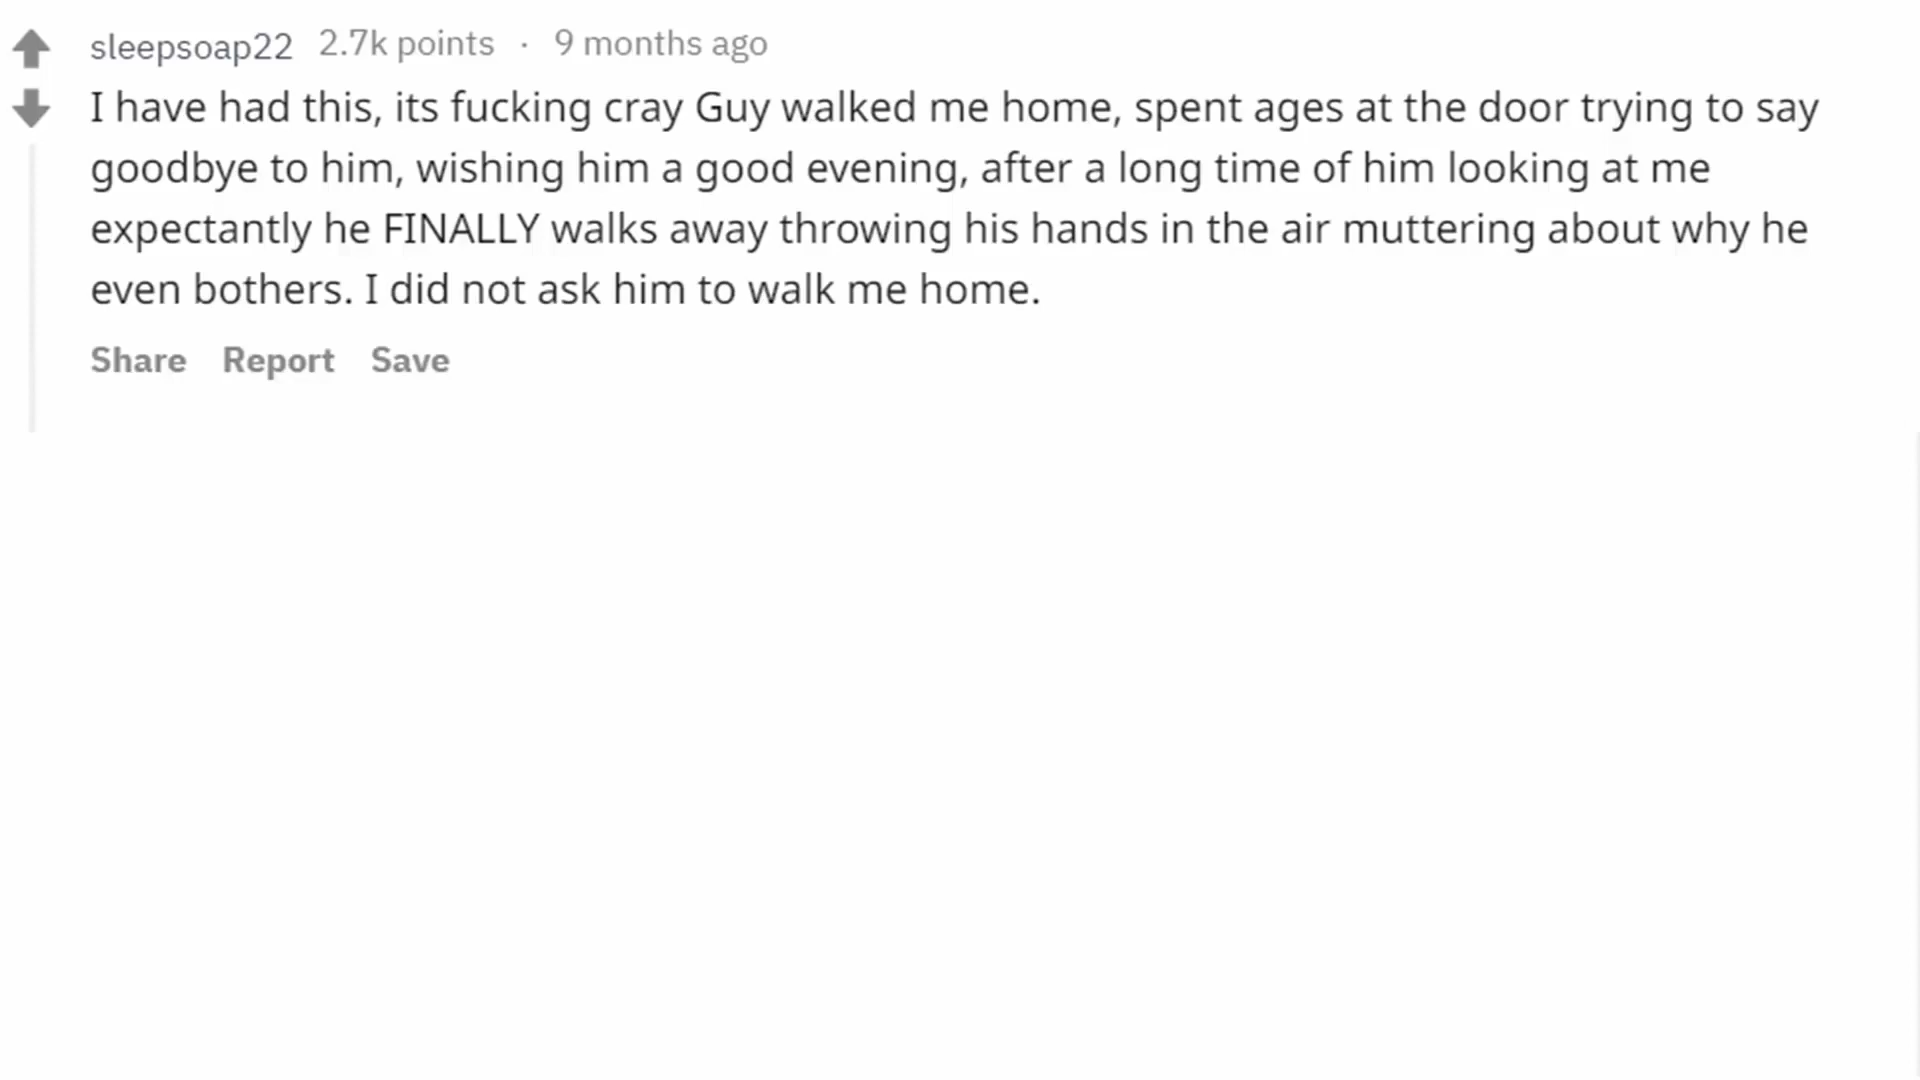 sleepsoap22 2.7k points · 9 months ago
I have had this, its fucking cray Guy walked me home, spent ages at the door trying to say
goodbye to him, wishing him a good evening, after a long time of him looking at me
expectantly he FINALLY walks away throwing his hands in the air muttering about why he
even bothers. I did not ask him to walk me home.
Share Report Save